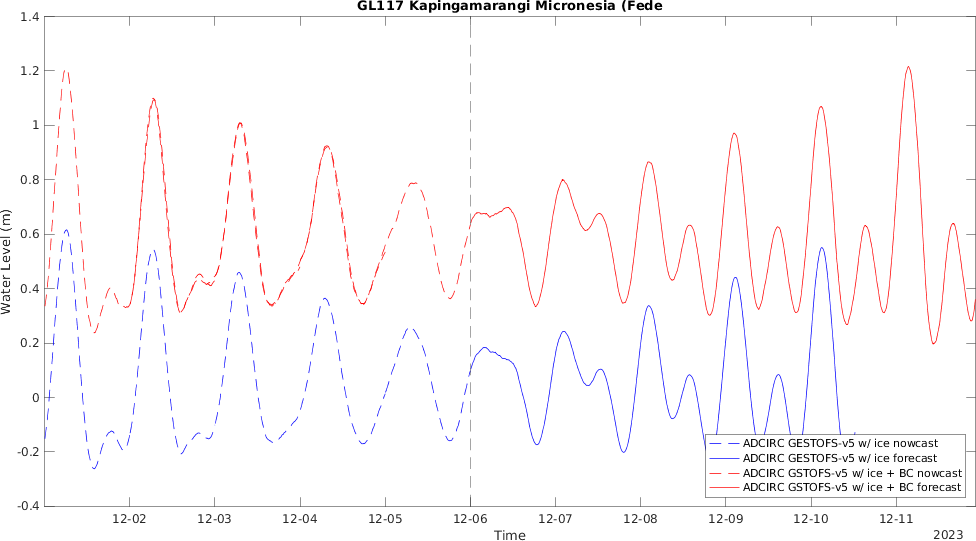 GL117 Kapingamarangi Micronesia (Fede
1.4
1.2
1
0.8
0.6
0.4
0.2
0
-0.2
-0.4
Water Level (m)
ADCIRC GESTOFS-v5 w/ ice nowcast
ADCIRC GESTOFS-v5 w/ ice forecast
ADCIRC GSTOFS-v5 w/ ice + BC nowcast
ADCIRC GSTOFS-v5 w/ ice + BC forecast
12-02 12-03 12-04 12-05 12-06 12-07 12-08 12-09 12-10 12-11
Time
2023